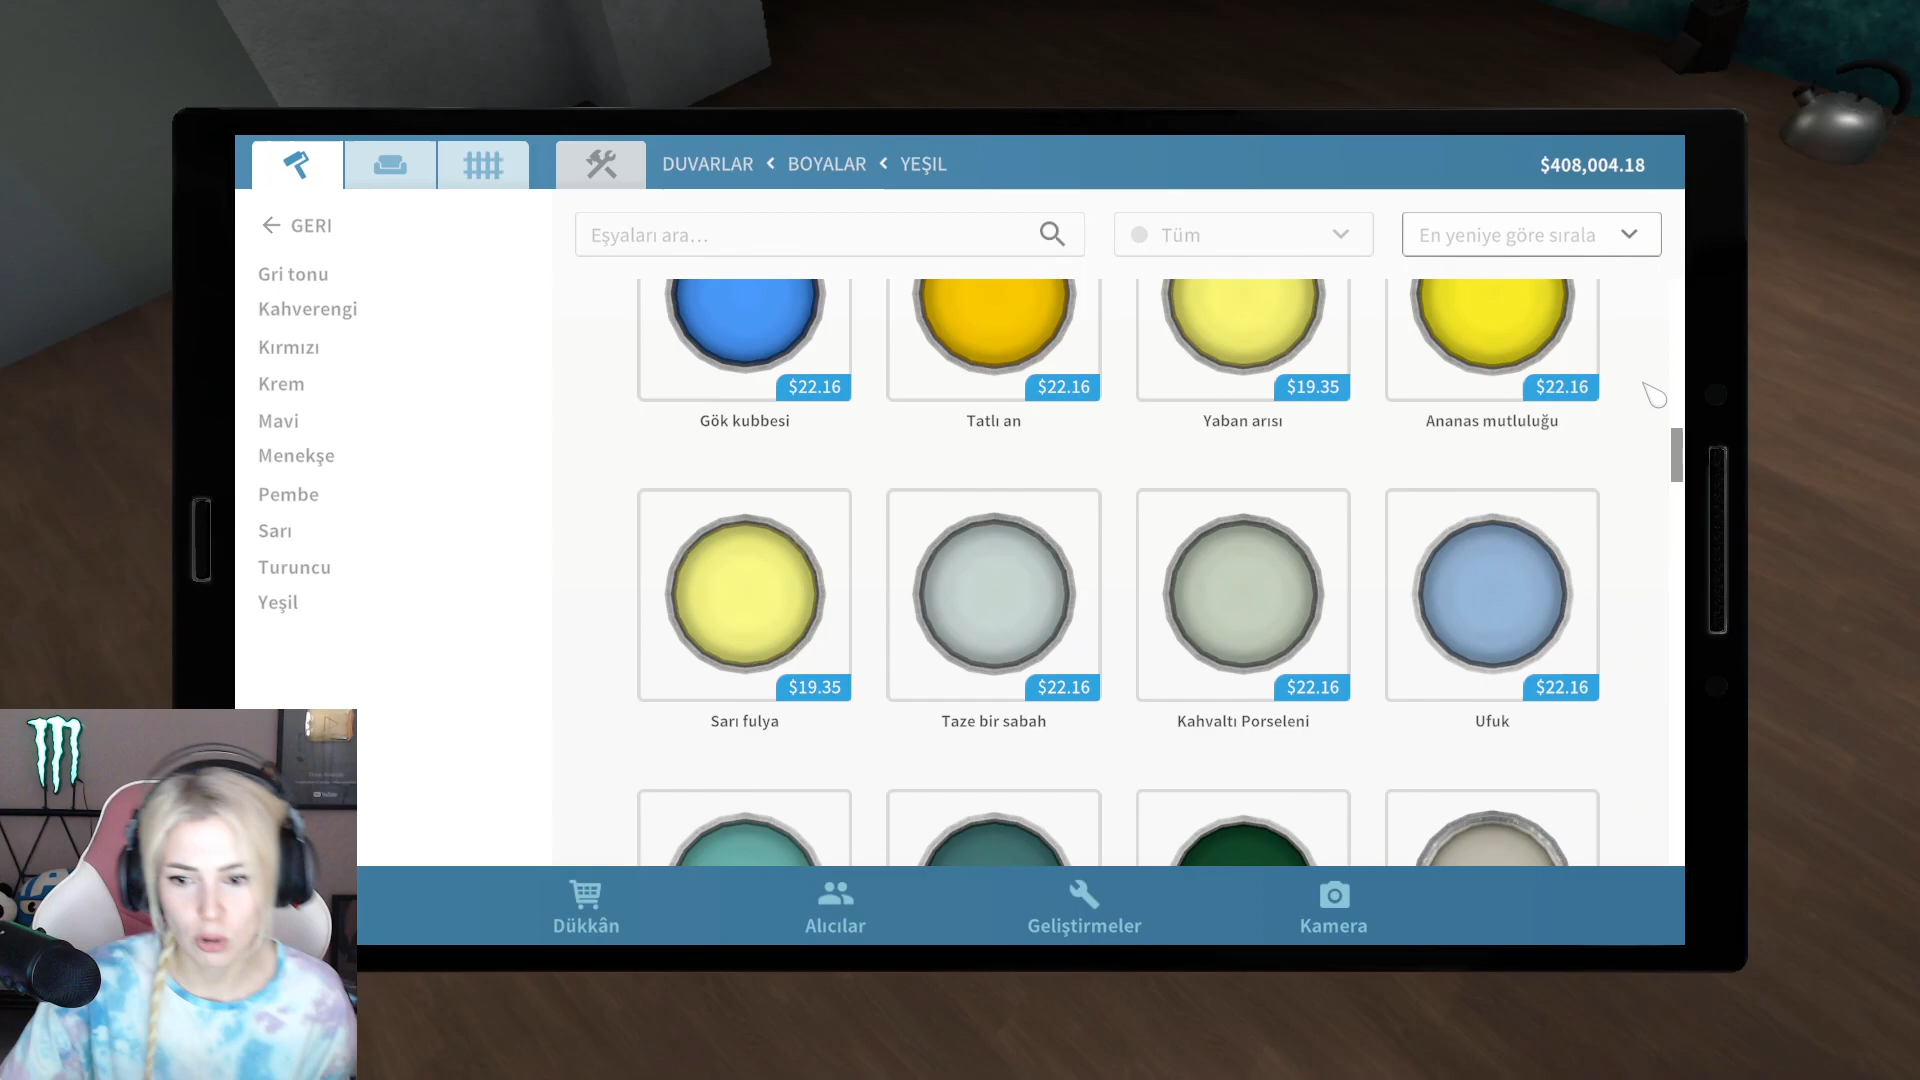 DUVARLAR < BOYALAR < YEŞIL
$408,004.18
GERI
Eşyaları ara...
Tüm
En yeniye göre sırala
Gri tonu
Kahverengi
Kırmızı
Krem
Mavi
Menekşe
Pembe
Sarı
Turuncu
Yeşil
$22.16
$22.16
$19.35
$22.16
Gök kubbesi
Tatlı an
Yaban arısı
Ananas mutluluğu
$19.35
$22.16
$22.16
$22.16
Sarı fulya
Taze bir sabah
Kahvaltı Porseleni
Ufuk
Dükkân
Alıcılar
Geliştirmeler
Kamera